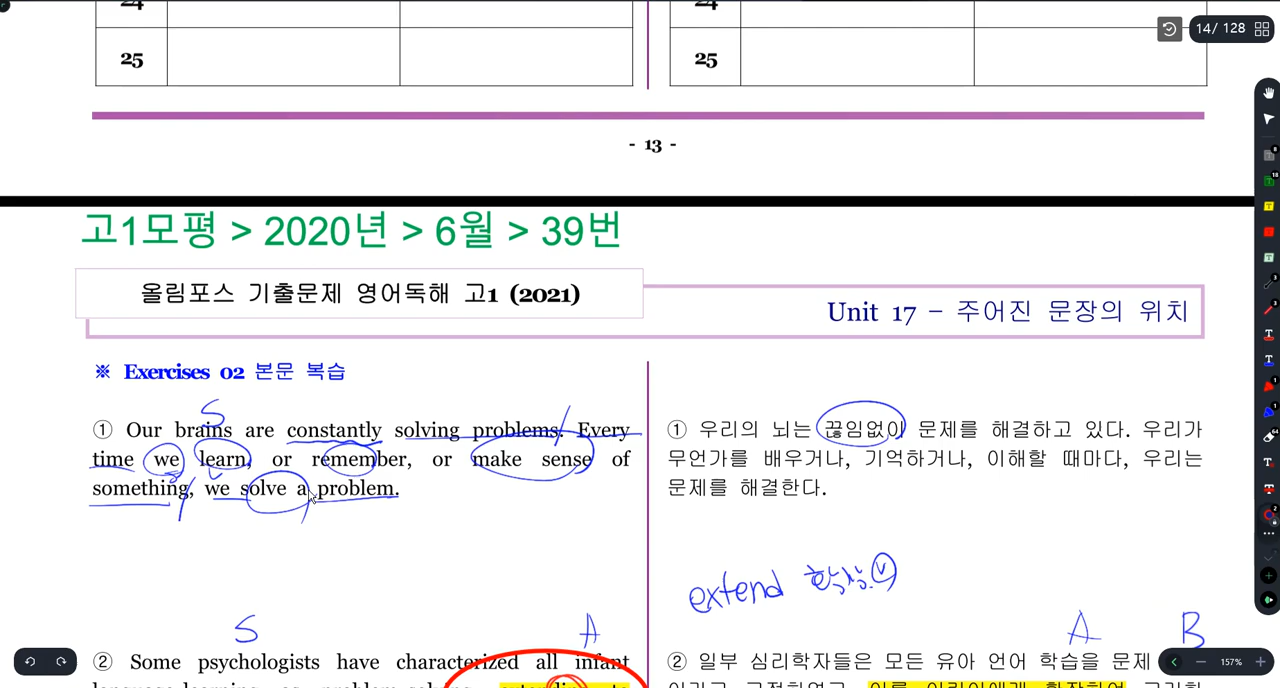 24
24
14/ 128
25
25
- 13 -
고1모평 > 2020년 > 6월 > 39번
올림포스 기출문제 영어독해 고1 (2021)
Unit 17 – 주어진 문장의 위치
※ Exercises 02 본문 복습
S
① Our brains are constantly solving problems. Every
time we learn, or remember, or make sense of
something, we solve a problem.
① 우리의 뇌는 끊임없이 문제를 해결하고 있다. 우리가
무언가를 배우거나, 기억하거나, 이해할 때마다, 우리는
문제를 해결한다.
extend
S
A
A
B
② Some psychologists have characterized all infant
② 일부 심리학자들은 모든 유아 언어 학습을 문제
157%